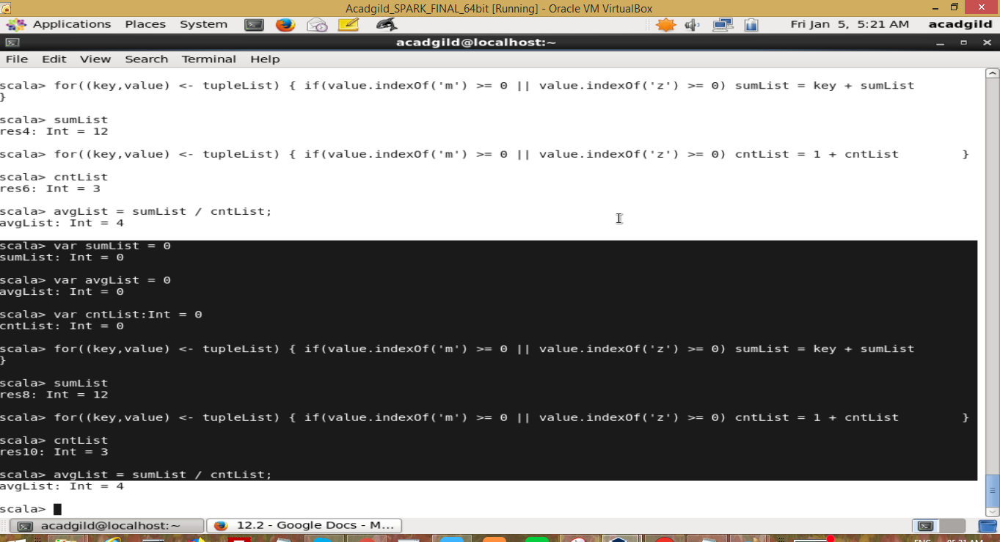 Acadgild_SPARK_FINAL_64bit [Running] - Oracle VM VirtualBox
Applications Places System Fri Jan 5, 5:21 AM acadgild
acadgild@localhost:~
File Edit View Search Terminal Help
scala> for((key,value) <- tupleList) { if(value.indexOf('m') >= 0 || value.indexOf('z') >= 0) sumList = key + sumList
}
scala> sumList
res4: Int = 12
scala> for((key,value) <- tupleList) { if(value.indexOf('m') >= 0 || value.indexOf('z') >= 0) cntList = 1 + cntList }
scala> cntList
res6: Int = 3
scala> avgList = sumList / cntList;
avgList: Int = 4
scala> var sumList = 0
sumList: Int = 0
scala> var avgList = 0
avgList: Int = 0
scala> var cntList:Int = 0
cntList: Int = 0
scala> for((key,value) <- tupleList) { if(value.indexOf('m') >= 0 || value.indexOf('z') >= 0) sumList = key + sumList
}
scala> sumList
res8: Int = 12
scala> for((key,value) <- tupleList) { if(value.indexOf('m') >= 0 || value.indexOf('z') >= 0) cntList = 1 + cntList }
scala> cntList
res10: Int = 3
scala> avgList = sumList / cntList;
avgList: Int = 4
scala>
acadgild@localhost:~ 12.2 - Google Docs - M...